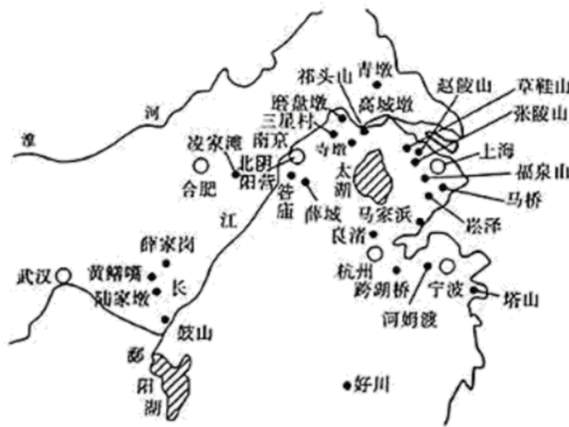 青墩
祁头山
赵陵山
草鞋山
磨盘墩
高城墩
张陵山
三星村
淮
河
凌家滩
南京
寺墩
上海
北阴
阳营
太
湖
福泉山
合肥
昝
庙
马桥
江
薛城
马家浜
崧泽
良渚
薛家岗
武汉
黄鳝嘴
杭州
宁波
塔山
陆家墩
长
跨湖桥
河姆渡
鼓山
鄱
阳
湖
好川